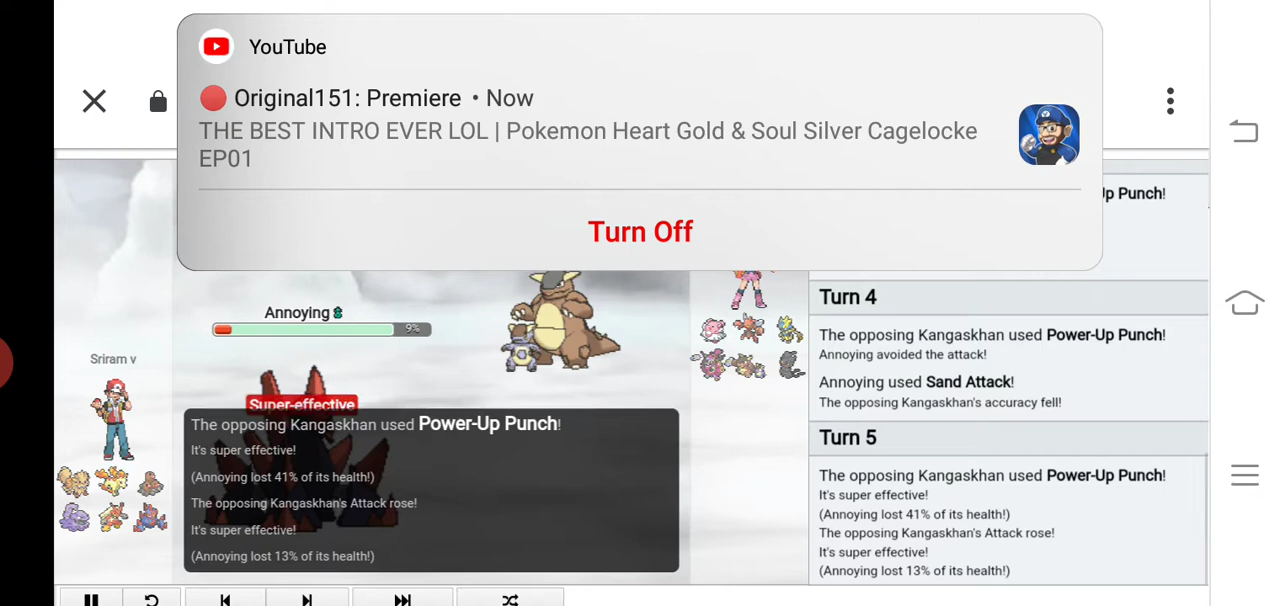 YouTube
Original151: Premiere • Now
THE BEST INTRO EVER LOL | Pokemon Heart Gold & Soul Silver Cagelocke
EP01
Turn Off
Annoying
9%
Sriram v
Super-effective
The opposing Kangaskhan used Power-Up Punch!
It's super effective!
(Annoying lost 41% of its health!)
The opposing Kangaskhan's Attack rose!
It's super effective!
(Annoying lost 13% of its health!)
Up Punch!
Turn 4
The opposing Kangaskhan used Power-Up Punch!
Annoying avoided the attack!
Annoying used Sand Attack!
The opposing Kangaskhan's accuracy fell!
Turn 5
The opposing Kangaskhan used Power-Up Punch!
It's super effective!
(Annoying lost 41% of its health!)
The opposing Kangaskhan's Attack rose!
It's super effective!
(Annoying lost 13% of its health!)